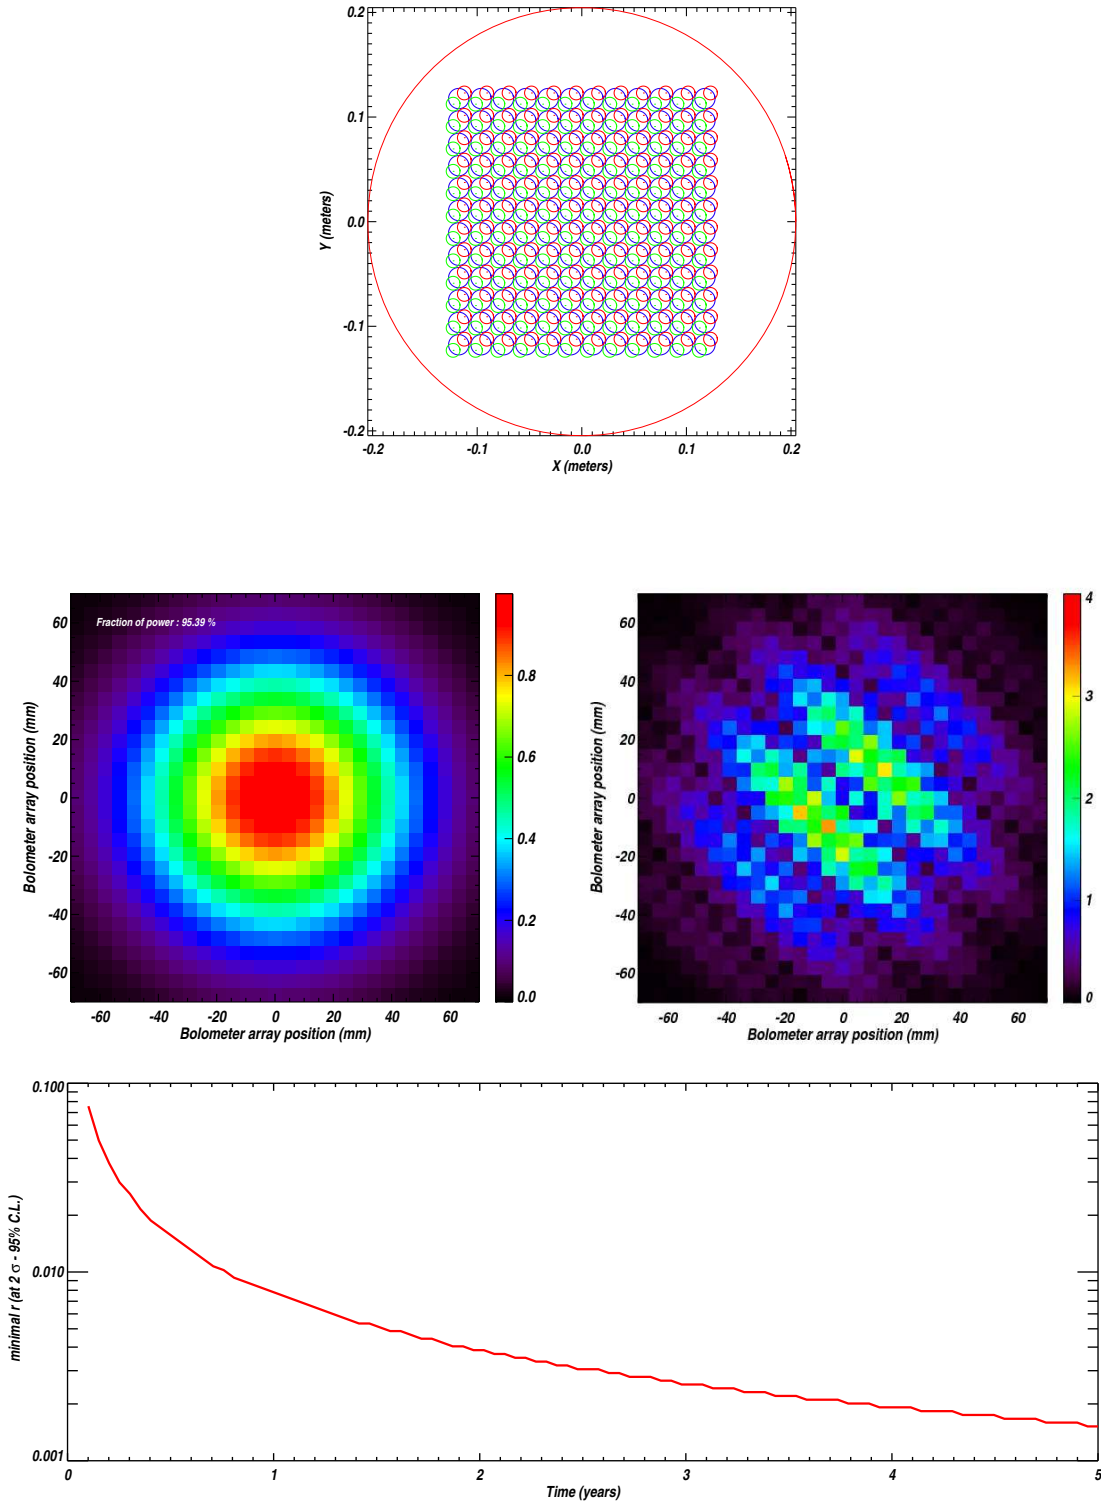 0.2
0.1
0.0
-0.1
-0.2
Y (meters)
-0.2 -0.1 0.0 0.1 0.2
X (meters)
Fraction of power : 95.39 %
60
40
20
0
-20
-40
-60
Bolometer array position (mm)
-60 -40 -20 0 20 40 60
Bolometer array position (mm)
0.8
0.6
0.4
0.2
0.0
60
40
20
0
-20
-40
-60
Bolometer array position (mm)
-60 -40 -20 0 20 40 60
Bolometer array position (mm)
4
3
2
1
0
0.100
0.010
0.001
minimal r (at 2 σ - 95% C.L.)
0 1 2 3 4 5
Time (years)